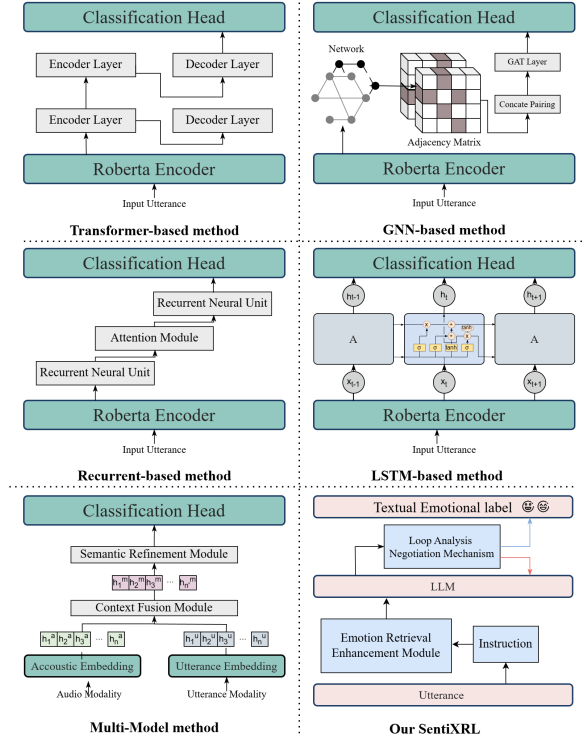 Classification Head
Encoder Layer
Decoder Layer
Encoder Layer
Decoder Layer
Roberta Encoder
Input Utterance
Transformer-based method
Classification Head
Network
GAT Layer
Concate Pairing
Adjacency Matrix
Roberta Encoder
Input Utterance
GNN-based method
Classification Head
Recurrent Neural Unit
Attention Module
Recurrent Neural Unit
Roberta Encoder
Input Utterance
Recurrent-based method
Classification Head
ht-1 ht ht+1
A
x + tanh
x + x
σ σ tanh σ
A
xt-1 xt xt+1
Roberta Encoder
Input Utterance
LSTM-based method
Classification Head
Semantic Refinement Module
h1m h2m h3m ... hnm
Context Fusion Module
h1a h2a h3a ... hna
h1u h2u h3u ... hnu
Accoustic Embedding
Utterance Embedding
Audio Modality
Utterance Modality
Multi-Model method
Textual Emotional label
Loop Analysis
Negotiation Mechanism
LLM
Emotion Retrieval
Enhancement Module
Instruction
Utterance
Our SentiXRL